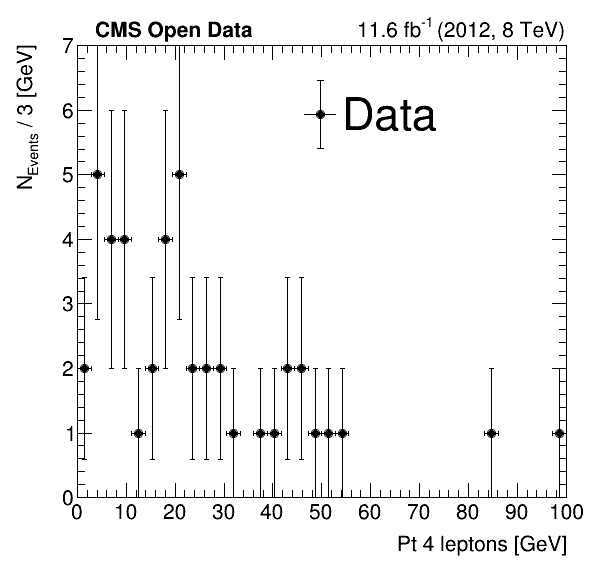 CMS Open Data 11.6 fb⁻¹ (2012, 8 TeV)
N_Events / 3 [GeV]
Data
7
6
5
4
3
2
1
0
0 10 20 30 40 50 60 70 80 90 100
Pt 4 leptons [GeV]